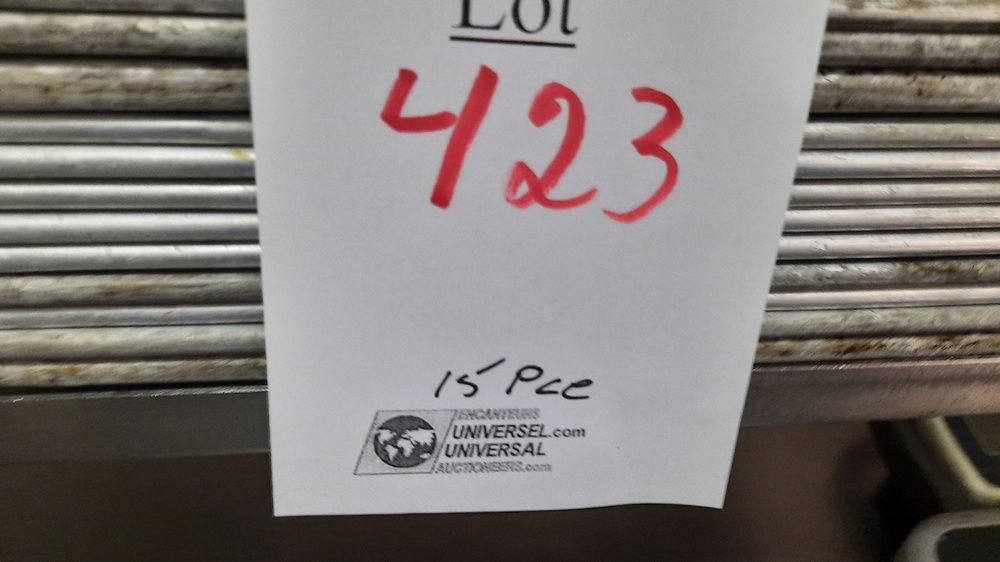 Lot
423
15 Pce
ENCANTEURS
UNIVERSEL.com
UNIVERSAL
AUCTIONEERS.com